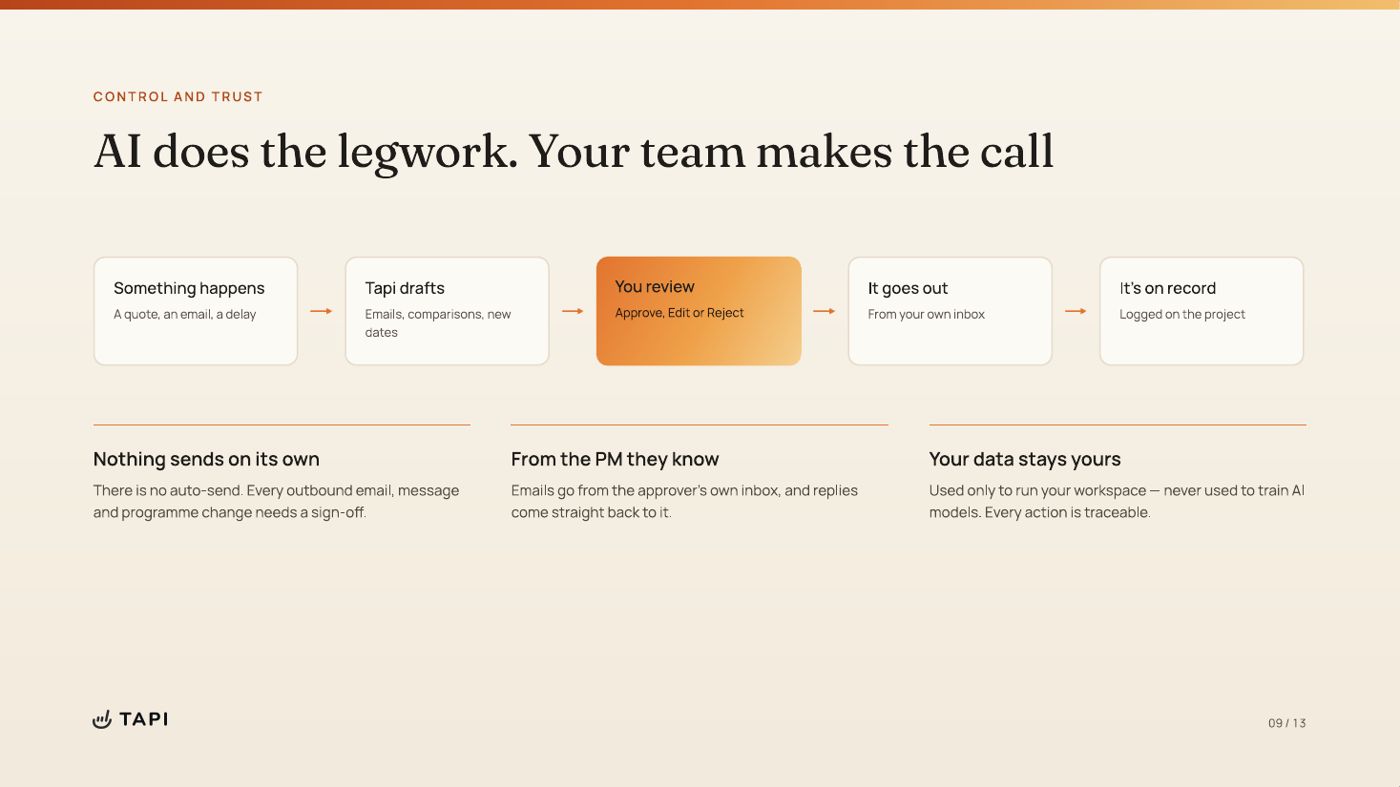 CONTROL AND TRUST
AI does the legwork. Your team makes the call
Something happens
A quote, an email, a delay
Tapi drafts
Emails, comparisons, new
dates
You review
Approve, Edit or Reject
It goes out
From your own inbox
It's on record
Logged on the project
Nothing sends on its own
There is no auto-send. Every outbound email, message
and programme change needs a sign-off.
From the PM they know
Emails go from the approver's own inbox, and replies
come straight back to it.
Your data stays yours
Used only to run your workspace — never used to train AI
models. Every action is traceable.
TAPI
09 / 13